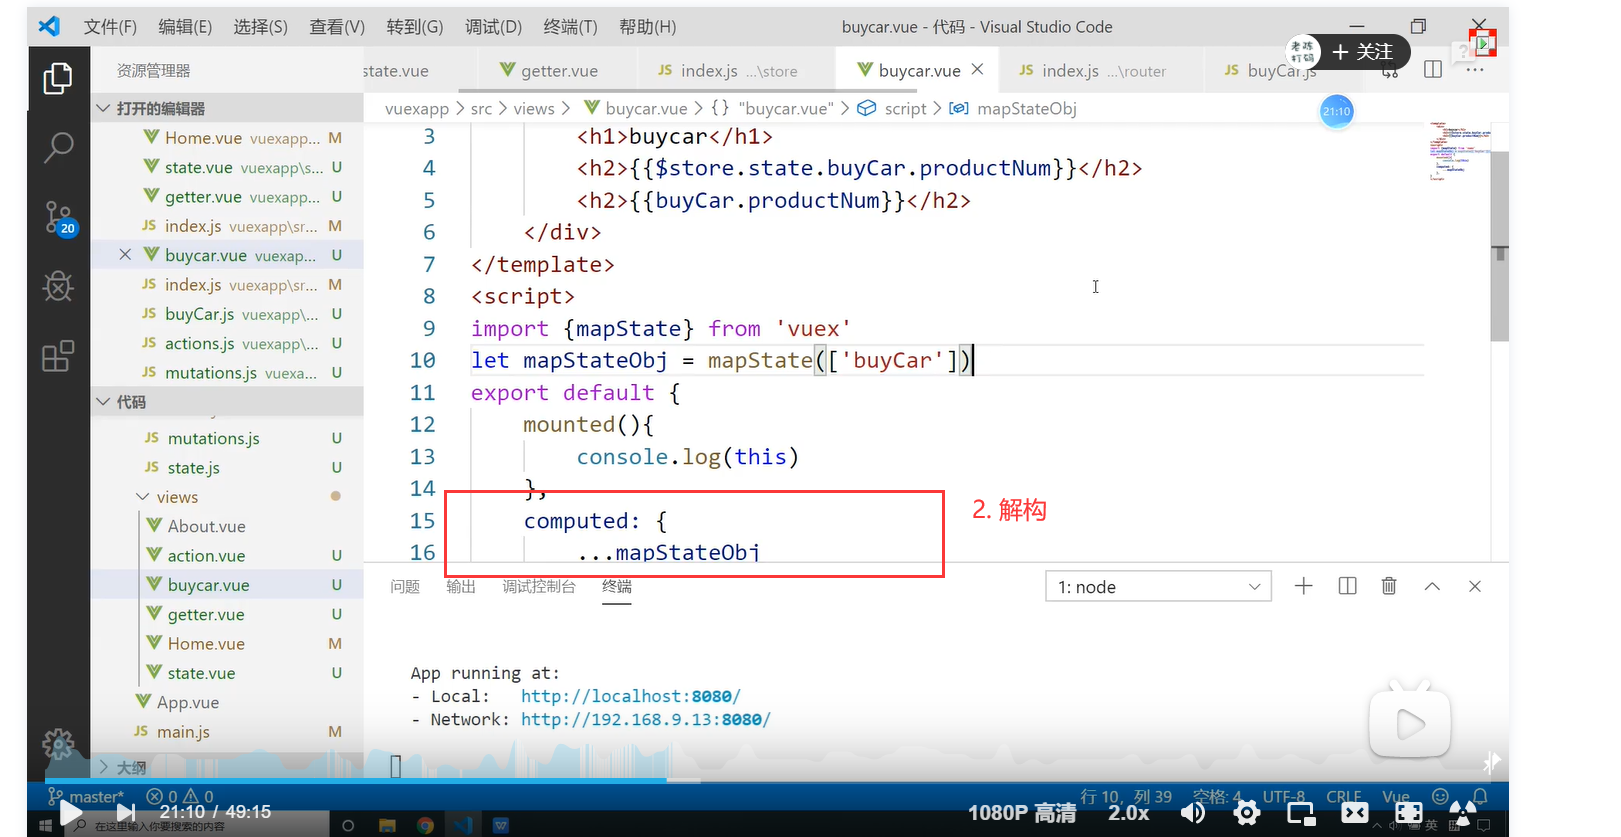 文件(F) 编辑(E) 选择(S) 查看(V) 转到(G) 调试(D) 终端(T) 帮助(H) buycar.vue - 代码 - Visual Studio Code
老陈打码 + 关注
资源管理器
state.vue getter.vue index.js ...\store buycar.vue index.js ...\router buyCar.js
打开的编辑器
vuexapp > src > views > buycar.vue > {} "buycar.vue" > script > mapStateObj
21:10
Home.vue vuexapp... M
state.vue vuexapp\s... U
getter.vue vuexapp... U
index.js vuexapp\sr... M
buycar.vue vuexap... U
index.js vuexapp\sr... M
buyCar.js vuexapp\... U
actions.js vuexapp\... U
mutations.js vuexa... U
20
代码
mutations.js U
state.js U
views
About.vue
action.vue U
buycar.vue U
getter.vue U
Home.vue M
state.vue U
App.vue
main.js M
大纲
3 <h1>buycar</h1>
4 <h2>{{$store.state.buyCar.productNum}}</h2>
5 <h2>{{buyCar.productNum}}</h2>
6 </div>
7 </template>
8 <script>
9 import {mapState} from 'vuex'
10 let mapStateObj = mapState(['buyCar'])
11 export default {
12 mounted(){
13 console.log(this)
14 },
15 computed: {
16 ...mapStateObj
2. 解构
问题 输出 调试控制台 终端 1: node
App running at:
- Local: http://localhost:8080/
- Network: http://192.168.9.13:8080/
master* 0 0 行 10, 列 39 空格: 4 UTF-8 CRLF Vue
21:10 / 49:15 1080P 高清 2.0x
在这里输入你要搜索的内容 英